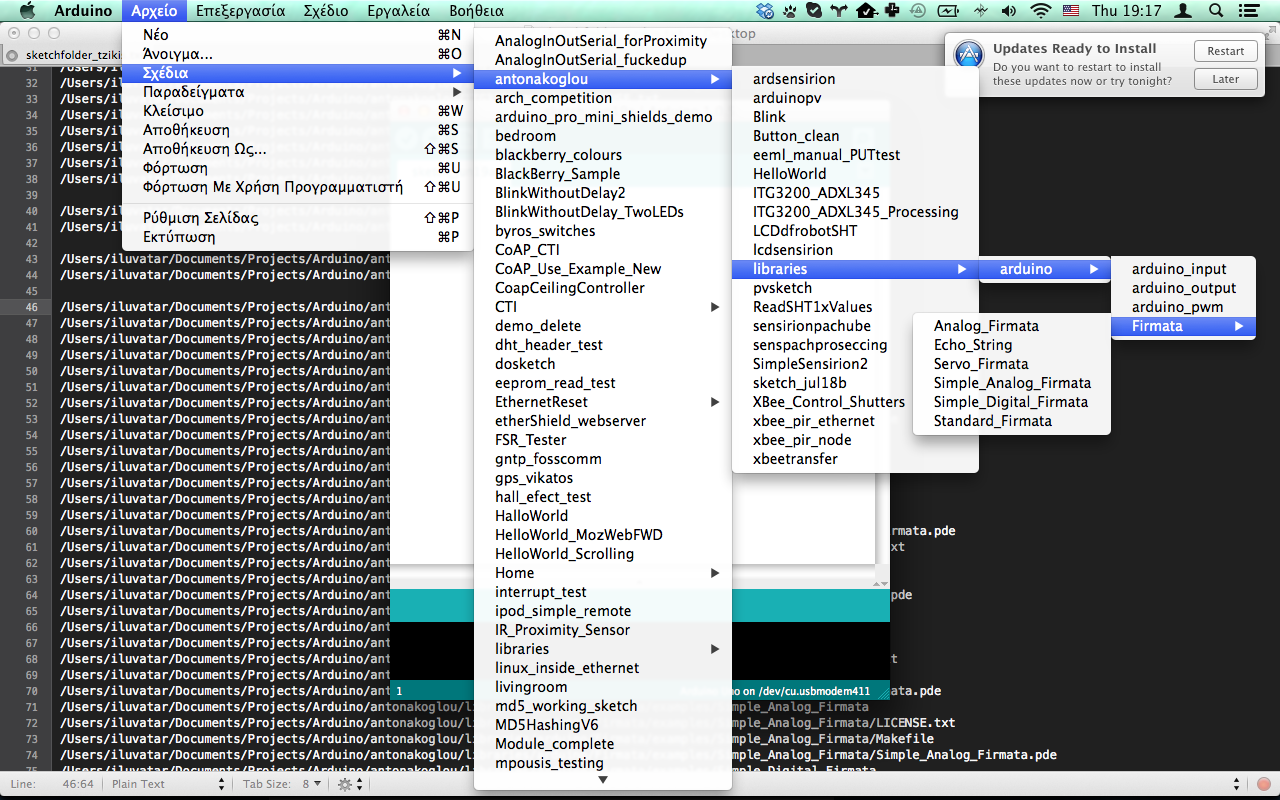 Arduino Αρχείο Επεξεργασία Σχέδιο Εργαλεία Βοήθεια Thu 19:17
sketchfolder_tziki
Updates Ready to Install
Do you want to restart to install
these updates now or try tonight?
Restart
Later
Νέο ⌘N
Άνοιγμα... ⌘O
Σχέδια ▶
Παραδείγματα ▶
Κλείσιμο ⌘W
Αποθήκευση ⌘S
Αποθήκευση Ως... ⇧⌘S
Φόρτωση ⌘U
Φόρτωση Με Χρήση Προγραμματιστή ⇧⌘U
Ρύθμιση Σελίδας ⇧⌘P
Εκτύπωση ⌘P
AnalogInOutSerial_forProximity
AnalogInOutSerial_fuckedup
antonakoglou ▶
arch_competition
arduino_pro_mini_shields_demo
bedroom
blackberry_colours
BlackBerry_Sample
BlinkWithoutDelay2
BlinkWithoutDelay_TwoLEDs
byros_switches
CoAP_CTI
CoAP_Use_Example_New
CoapCeilingController
CTI ▶
demo_delete
dht_header_test
dosketch
eeprom_read_test
EthernetReset ▶
etherShield_webserver
FSR_Tester
gntp_fosscomm
gps_vikatos
hall_efect_test
HalloWorld
HelloWorld_MozWebFWD
HelloWorld_Scrolling
Home ▶
interrupt_test
ipod_simple_remote
IR_Proximity_Sensor
libraries ▶
linux_inside_ethernet
livingroom
md5_working_sketch
MD5HashingV6
Module_complete
mpousis_testing
ardsensirion
arduinopv
Blink
Button_clean
eeml_manual_PUTtest
HelloWorld
ITG3200_ADXL345
ITG3200_ADXL345_Processing
LCDdfrobotSHT
lcdsensirion
libraries ▶
pvsketch
ReadSHT1xValues
sensirionpachube
senspachproseccing
SimpleSensirion2
sketch_jul18b
XBee_Control_Shutters
xbee_pir_ethernet
xbee_pir_node
xbeetransfer
arduino ▶
arduino_input
arduino_output
arduino_pwm
Firmata ▶
Analog_Firmata
Echo_String
Servo_Firmata
Simple_Analog_Firmata
Simple_Digital_Firmata
Standard_Firmata
31 /Users/
32 /Users/
33 /Users/
34 /Users/
35 /Users/
36 /Users/
37 /Users/
38 /Users/
39
40 /Users/
41 /Users/
42
43 /Users/iluvatar/Documents/Projects/Arduino/ant
44 /Users/iluvatar/Documents/Projects/Arduino/ant
45
46 /Users/iluvatar/Documents/Projects/Arduino/ant
47 /Users/iluvatar/Documents/Projects/Arduino/ant
48 /Users/iluvatar/Documents/Projects/Arduino/ant
49 /Users/iluvatar/Documents/Projects/Arduino/ant
50 /Users/iluvatar/Documents/Projects/Arduino/ant
51 /Users/iluvatar/Documents/Projects/Arduino/ant
52 /Users/iluvatar/Documents/Projects/Arduino/ant
53 /Users/iluvatar/Documents/Projects/Arduino/ant
54 /Users/iluvatar/Documents/Projects/Arduino/ant
55 /Users/iluvatar/Documents/Projects/Arduino/ant
56 /Users/iluvatar/Documents/Projects/Arduino/ant
57 /Users/iluvatar/Documents/Projects/Arduino/ant
58 /Users/iluvatar/Documents/Projects/Arduino/ant
59 /Users/iluvatar/Documents/Projects/Arduino/ant
60 /Users/iluvatar/Documents/Projects/Arduino/ant rmata.pde
61 /Users/iluvatar/Documents/Projects/Arduino/ant xt
62 /Users/iluvatar/Documents/Projects/Arduino/ant
63 /Users/iluvatar/Documents/Projects/Arduino/ant
64 /Users/iluvatar/Documents/Projects/Arduino/ant pde
65 /Users/iluvatar/Documents/Projects/Arduino/ant
66 /Users/iluvatar/Documents/Projects/Arduino/ant
67 /Users/iluvatar/Documents/Projects/Arduino/ant
68 /Users/iluvatar/Documents/Projects/Arduino/ant t
69 /Users/iluvatar/Documents/Projects/Arduino/ant
70 /Users/iluvatar/Documents/Projects/Arduino/ant ata.pde
1 on /dev/cu.usbmodem411
71 /Users/iluvatar/Documents/Projects/Arduino/antonakoglou/li Simple_Analog_Firmata
72 /Users/iluvatar/Documents/Projects/Arduino/antonakoglou/li Simple_Analog_Firmata/LICENSE.txt
73 /Users/iluvatar/Documents/Projects/Arduino/antonakoglou/li Simple_Analog_Firmata/Makefile
74 /Users/iluvatar/Documents/Projects/Arduino/antonakoglou/li Simple_Analog_Firmata/Simple_Analog_Firmata.pde
Line: 46:64 Plain Text Tab Size: 8